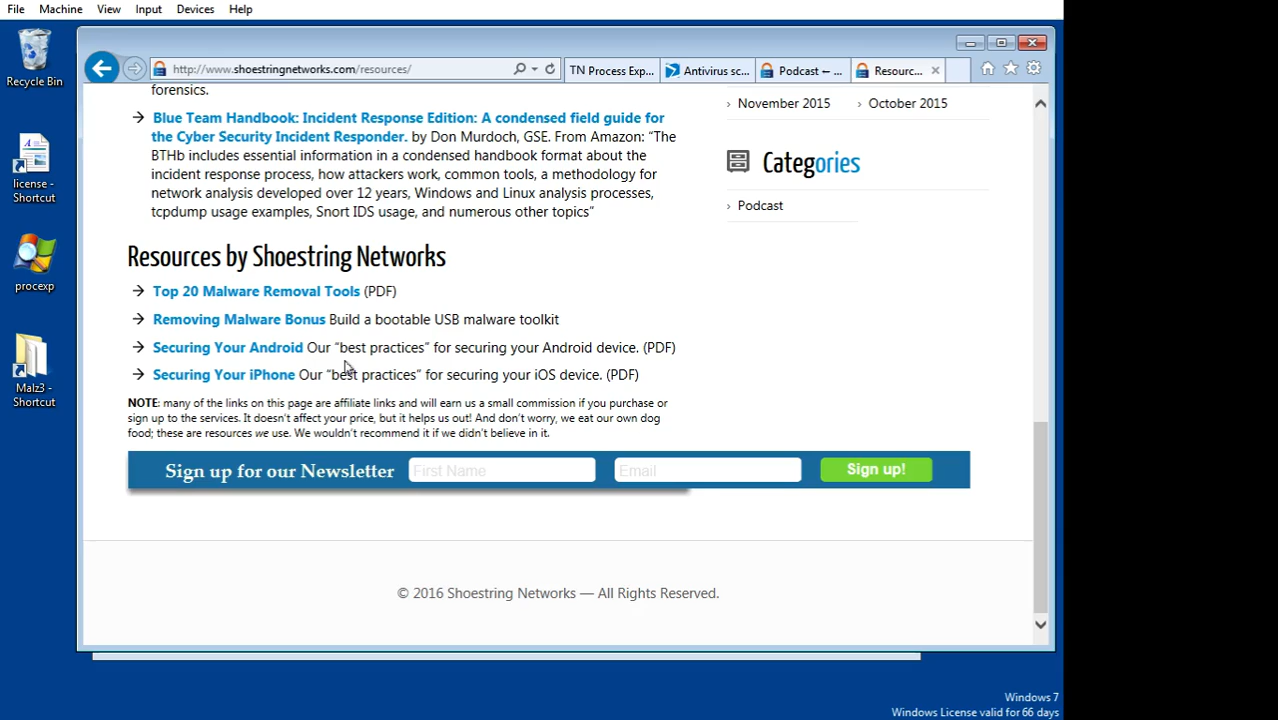 File Machine View Input Devices Help
Recycle Bin
license -
Shortcut
procexp
Malz3 -
Shortcut
http://www.shoestringnetworks.com/resources/
TN Process Exp...
Antivirus sc...
Podcast — ...
Resourc...
forensics.
Blue Team Handbook: Incident Response Edition: A condensed field guide for
the Cyber Security Incident Responder. by Don Murdoch, GSE. From Amazon: “The
BTHb includes essential information in a condensed handbook format about the
incident response process, how attackers work, common tools, a methodology for
network analysis developed over 12 years, Windows and Linux analysis processes,
tcpdump usage examples, Snort IDS usage, and numerous other topics”
Resources by Shoestring Networks
Top 20 Malware Removal Tools (PDF)
Removing Malware Bonus Build a bootable USB malware toolkit
Securing Your Android Our “best practices” for securing your Android device. (PDF)
Securing Your iPhone Our “best practices” for securing your iOS device. (PDF)
NOTE: many of the links on this page are affiliate links and will earn us a small commission if you purchase or
sign up to the services. It doesn't affect your price, but it helps us out! And don't worry, we eat our own dog
food; these are resources we use. We wouldn't recommend it if we didn't believe in it.
November 2015
October 2015
Categories
Podcast
Sign up for our Newsletter First Name Email Sign up!
© 2016 Shoestring Networks — All Rights Reserved.
Windows 7
Windows License valid for 66 days